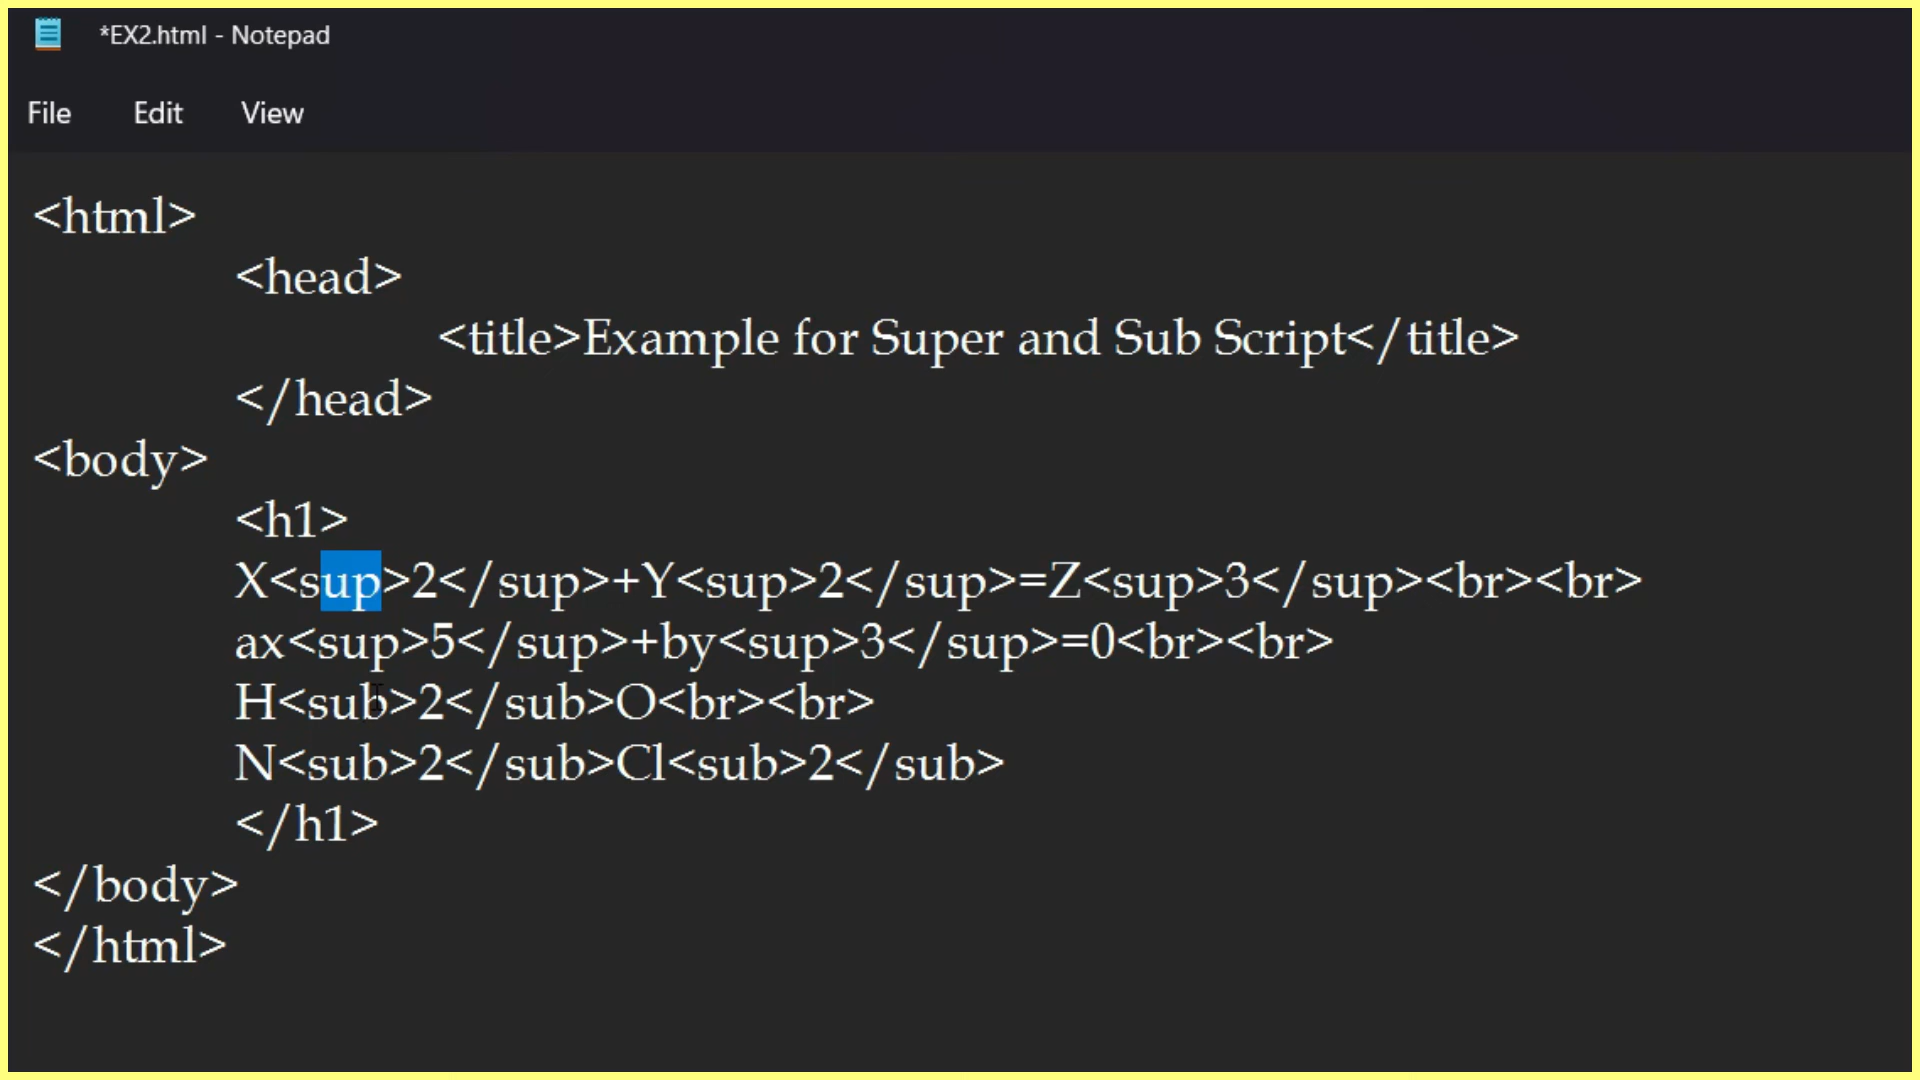 *EX2.html - Notepad
File Edit View
<html>
<head>
<title>Example for Super and Sub Script</title>
</head>
<body>
<h1>
X<sup>2</sup>+Y<sup>2</sup>=Z<sup>3</sup><br><br>
ax<sup>5</sup>+by<sup>3</sup>=0<br><br>
H<sub>2</sub>O<br><br>
N<sub>2</sub>Cl<sub>2</sub>
</h1>
</body>
</html>